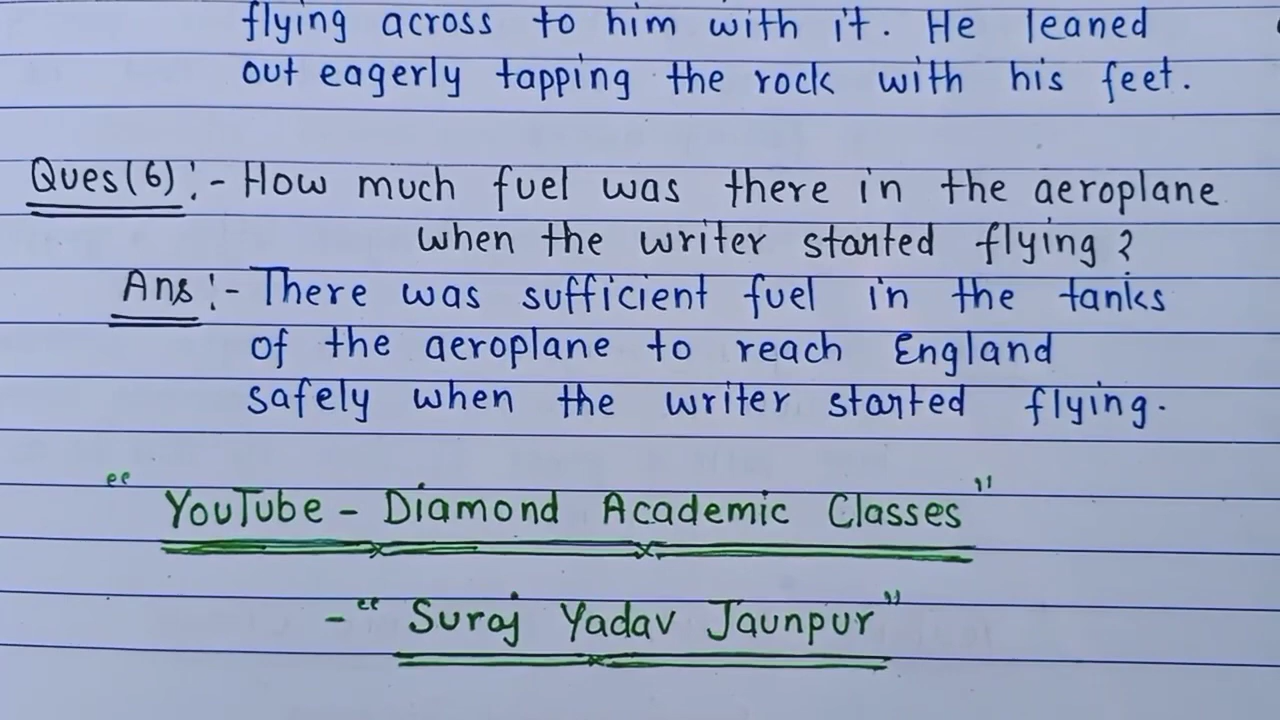 flying across to him with it. He leaned
out eagerly tapping the rock with his feet.
Ques(6):- How much fuel was there in the aeroplane
when the writer started flying?
Ans:- There was sufficient fuel in the tanks
of the aeroplane to reach England
safely when the writer started flying.
"YouTube - Diamond Academic Classes"
-"Suraj Yadav Jaunpur"